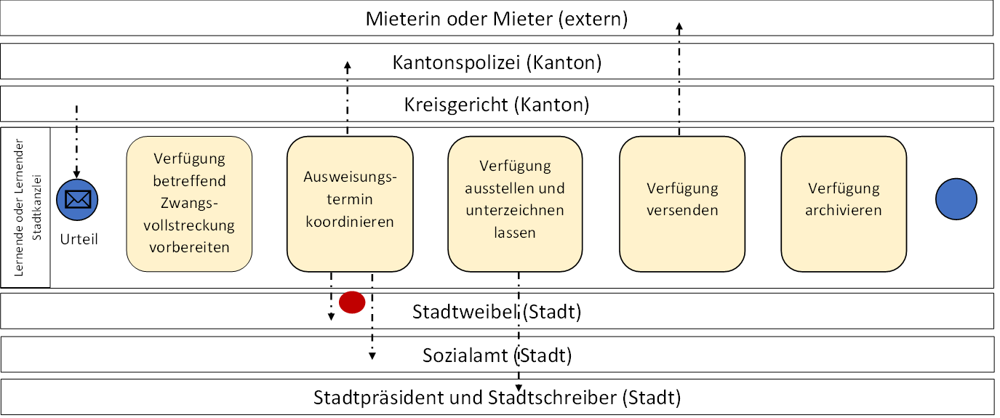 Mieterin oder Mieter (extern)
Kantonspolizei (Kanton)
Kreisgericht (Kanton)
Lernende oder Lernender
Stadtkanzlei
Urteil
Verfügung
betreffend
Zwangs-
vollstreckung
vorbereiten
Ausweisungs-
termin
koordinieren
Verfügung
ausstellen und
unterzeichnen
lassen
Verfügung
versenden
Verfügung
archivieren
Stadtweibel (Stadt)
Sozialamt (Stadt)
Stadtpräsident und Stadtschreiber (Stadt)